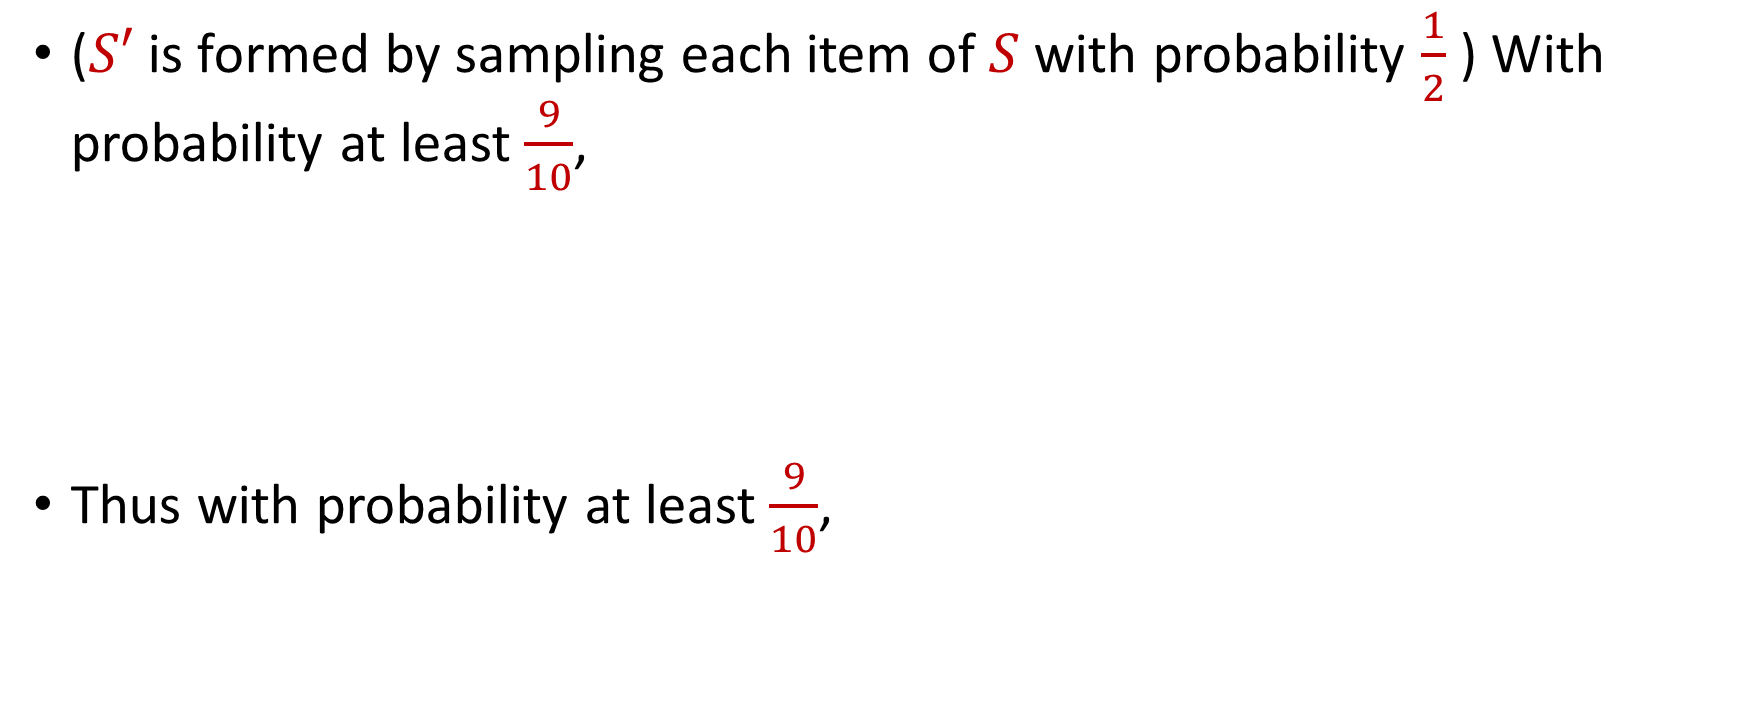 • (S′ is formed by sampling each item of S with probability 1/2 ) With
probability at least 9/10,
• Thus with probability at least 9/10,